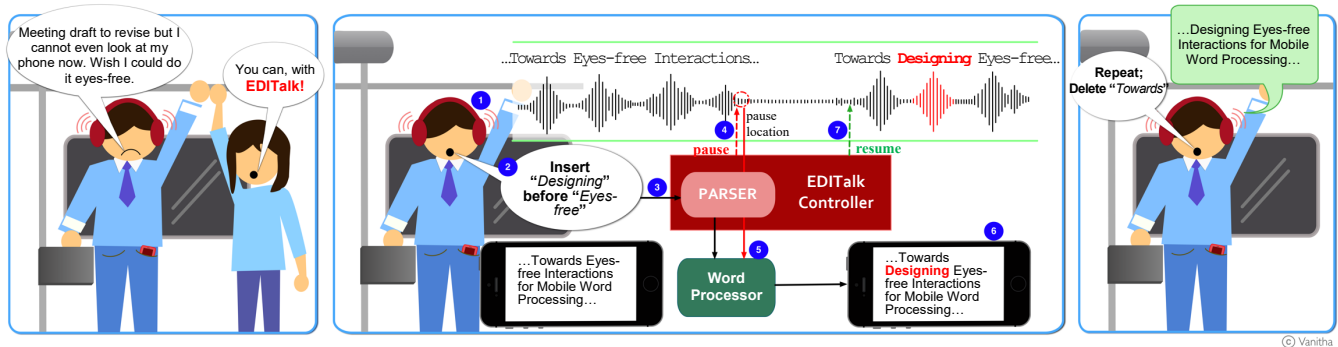 Meeting draft to revise but I
cannot even look at my
phone now. Wish I could do
it eyes-free.
You can, with
EDITalk!
…Towards Eyes-free Interactions…
Towards Designing Eyes-free…
1
2
Insert
“Designing”
before “Eyes-
free”
3
4
pause
pause
location
7
resume
PARSER
EDITalk
Controller
…Towards Eyes-
free Interactions
for Mobile Word
Processing…
5
Word
Processor
6
…Towards
Designing Eyes-
free Interactions
for Mobile Word
Processing…
Repeat;
Delete “Towards”
…Designing Eyes-free
Interactions for Mobile
Word Processing…
© Vanitha